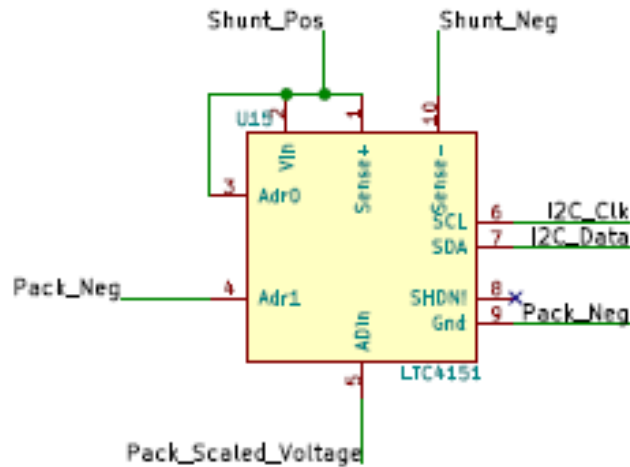 Shunt_Pos
Shunt_Neg
U15
2
1
10
Vin
Sense+
Sense-
3
Adr0
SCL
6
I2C_Clk
SDA
7
I2C_Data
Pack_Neg
4
Adr1
SHDN!
8
Gnd
9
Pack_Neg
ADIn
LTC4151
5
Pack_Scaled_Voltage